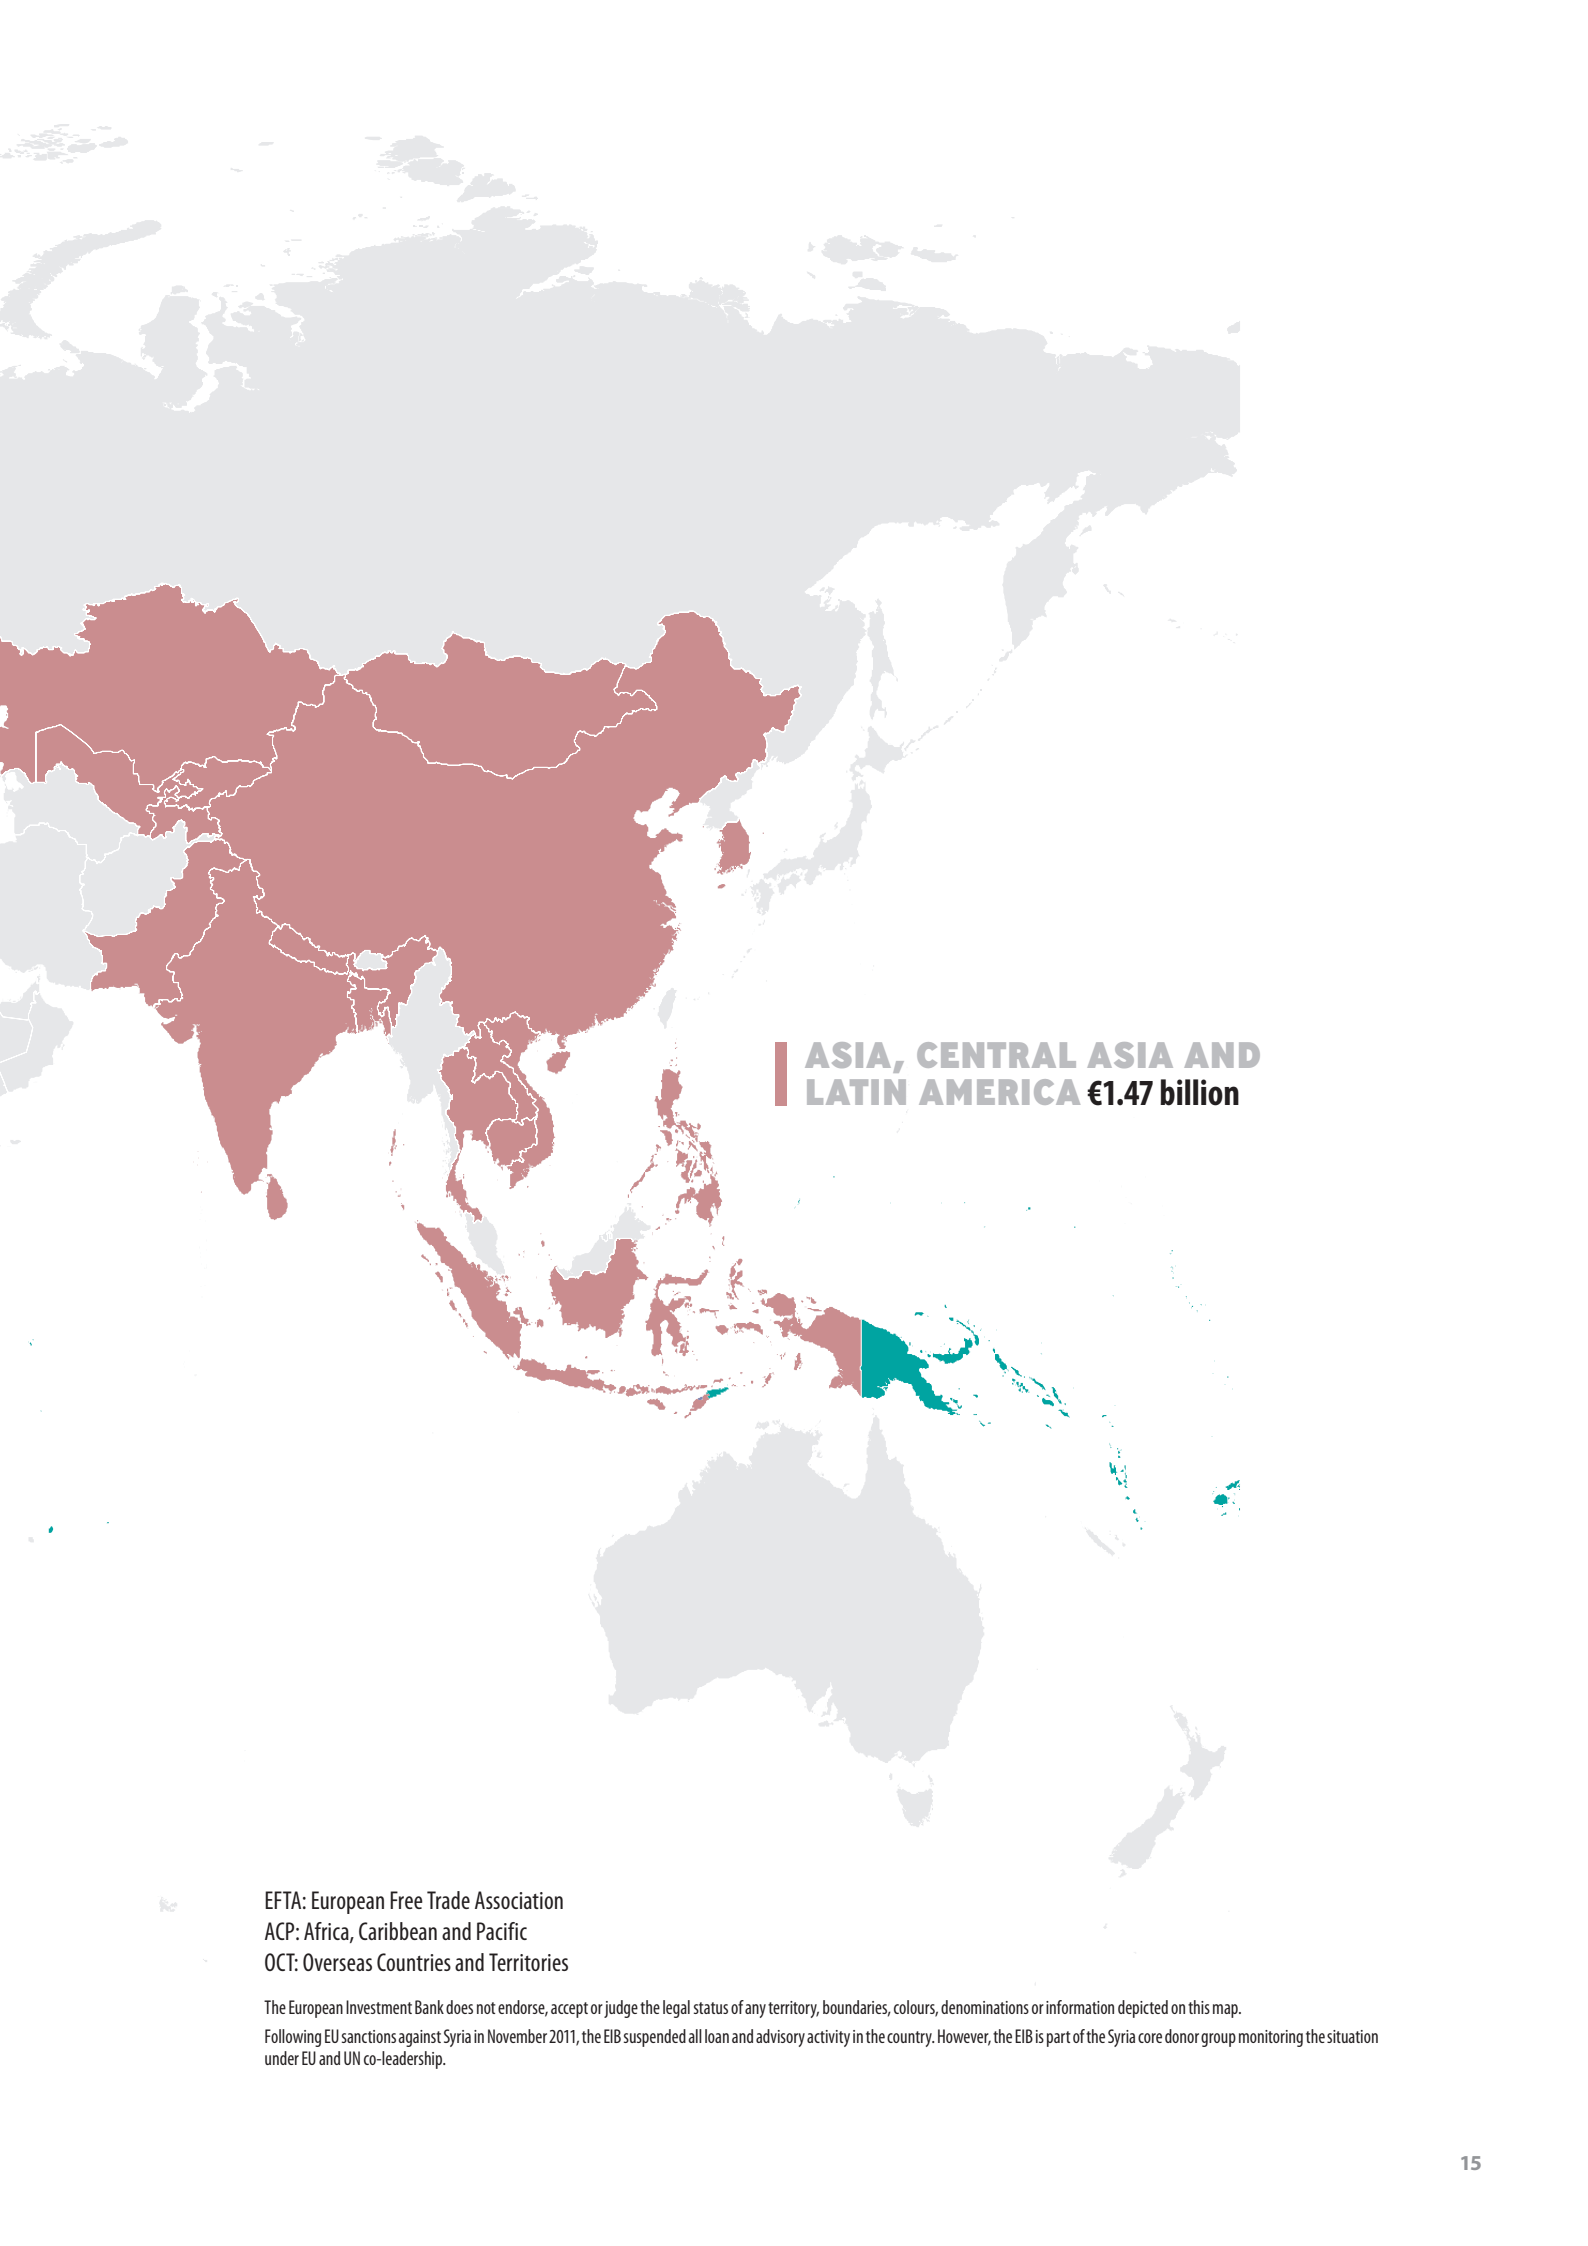 ASIA, CENTRAL ASIA AND
LATIN AMERICA €1.47 billion
EFTA: European Free Trade Association
ACP: Africa, Caribbean and Pacific
OCT: Overseas Countries and Territories
The European Investment Bank does not endorse, accept or judge the legal status of any territory, boundaries, colours, denominations or information depicted on this map.
Following EU sanctions against Syria in November 2011, the EIB suspended all loan and advisory activity in the country. However, the EIB is part of the Syria core donor group monitoring the situation
under EU and UN co-leadership.
15